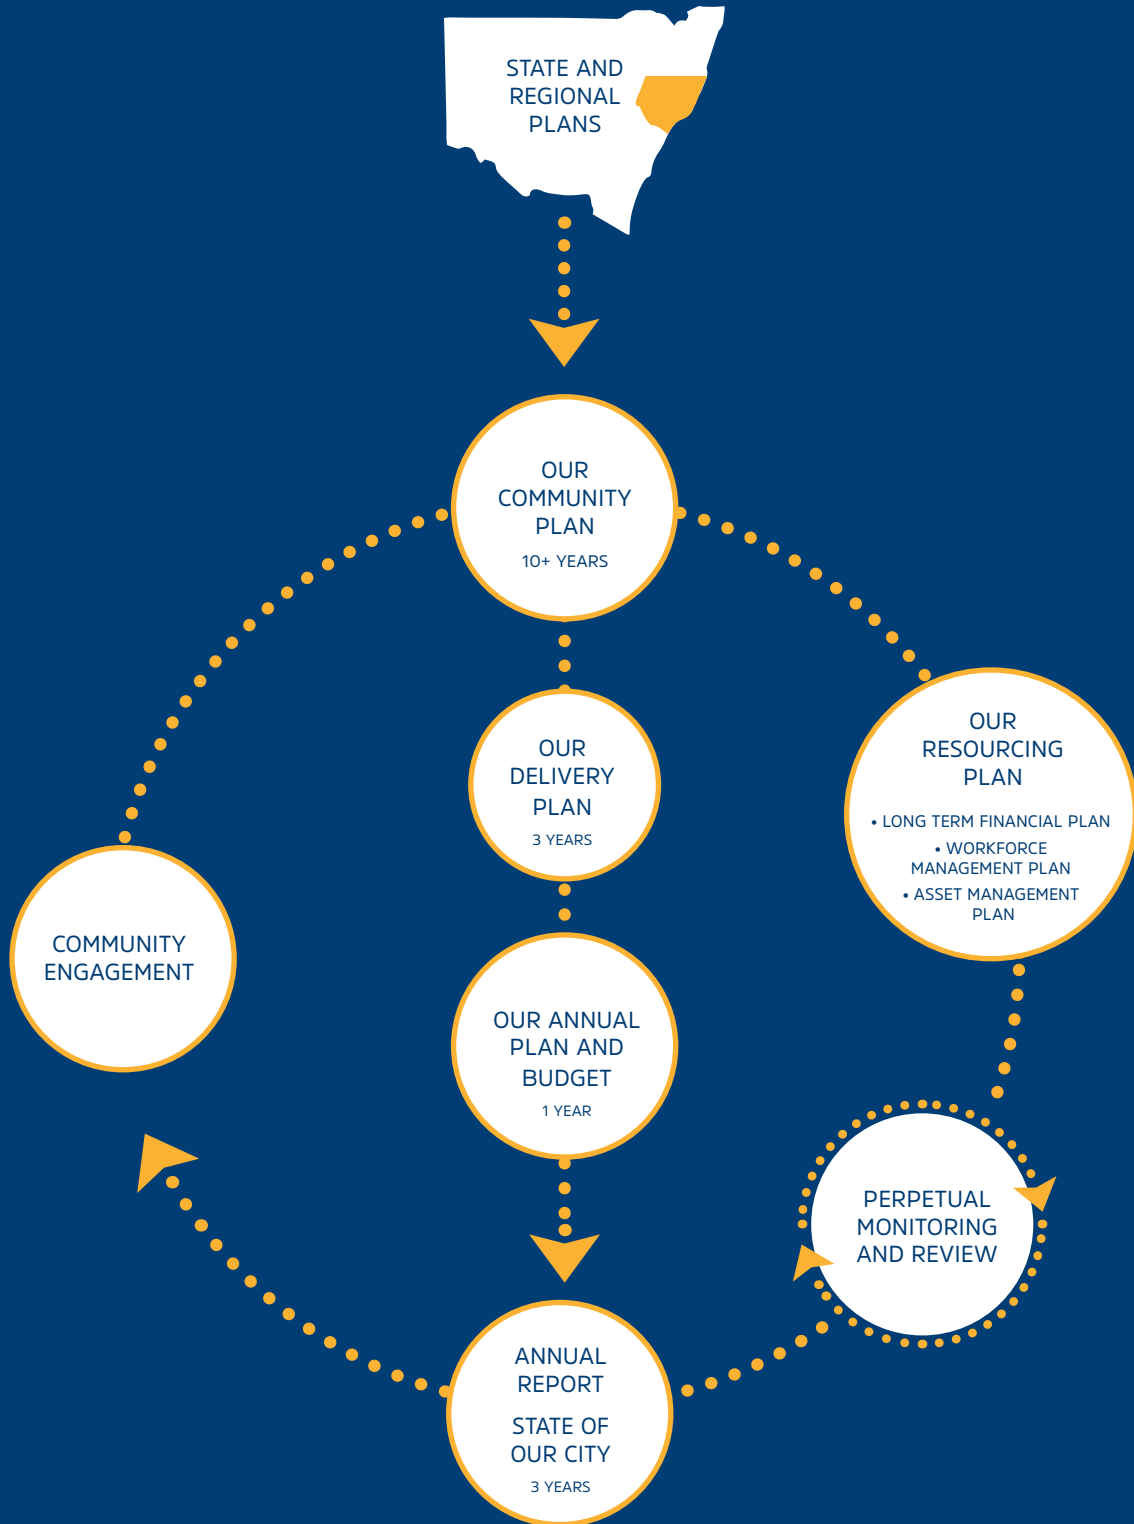 STATE AND
REGIONAL
PLANS
OUR
COMMUNITY
PLAN
10+ YEARS
OUR
DELIVERY
PLAN
3 YEARS
OUR
RESOURCING
PLAN
• LONG TERM FINANCIAL PLAN
• WORKFORCE
MANAGEMENT PLAN
• ASSET MANAGEMENT
PLAN
COMMUNITY
ENGAGEMENT
OUR ANNUAL
PLAN AND
BUDGET
1 YEAR
PERPETUAL
MONITORING
AND REVIEW
ANNUAL
REPORT
STATE OF
OUR CITY
3 YEARS